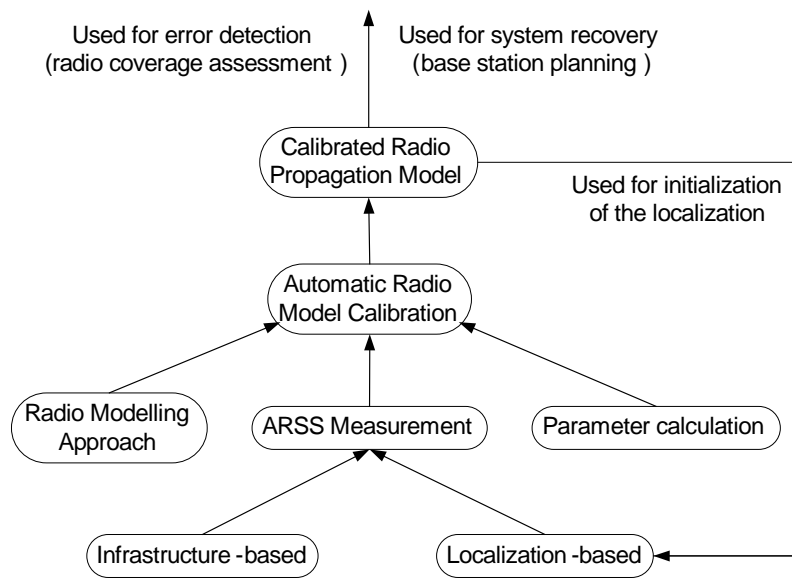 Used for error detection
(radio coverage assessment )
Used for system recovery
(base station planning )
Calibrated Radio
Propagation Model
Used for initialization
of the localization
Automatic Radio
Model Calibration
Radio Modelling
Approach
ARSS Measurement
Parameter calculation
Infrastructure -based
Localization -based